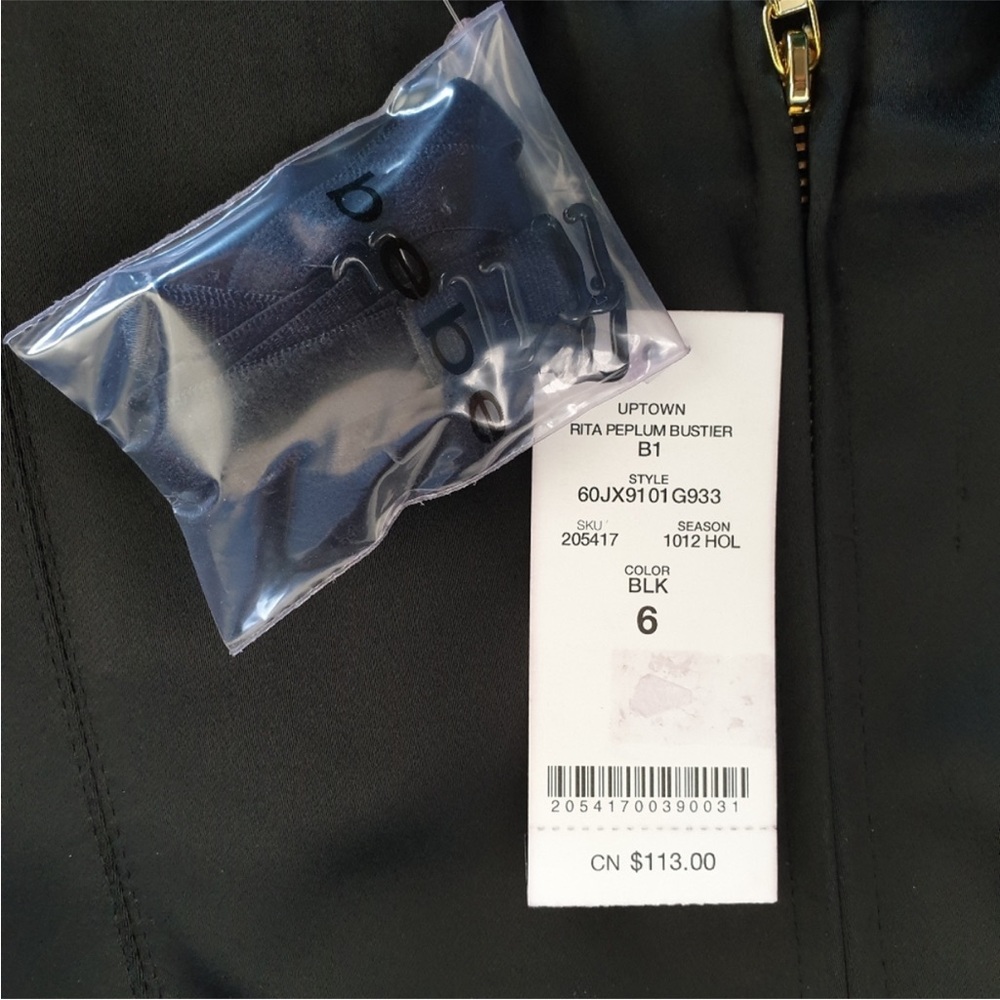 bebe
UPTOWN
RITA PEPLUM BUSTIER
B1
STYLE
60JX9101G933
SKU SEASON
205417 1012 HOL
COLOR
BLK
6
20541700390031
CN $113.00